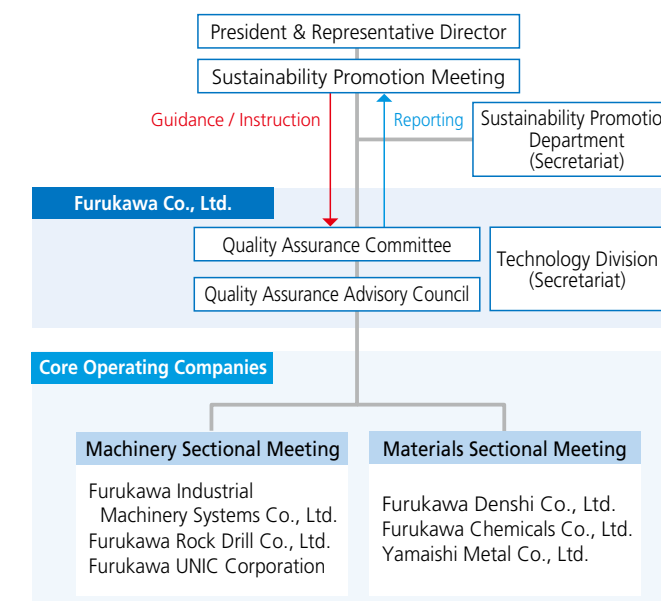 President & Representative Director
Sustainability Promotion Meeting
Guidance / Instruction
Reporting
Sustainability Promotio
Department
(Secretariat)
Furukawa Co., Ltd.
Quality Assurance Committee
Quality Assurance Advisory Council
Technology Division
(Secretariat)
Core Operating Companies
Machinery Sectional Meeting
Furukawa Industrial
Machinery Systems Co., Ltd.
Furukawa Rock Drill Co., Ltd.
Furukawa UNIC Corporation
Materials Sectional Meeting
Furukawa Denshi Co., Ltd.
Furukawa Chemicals Co., Ltd.
Yamaishi Metal Co., Ltd.